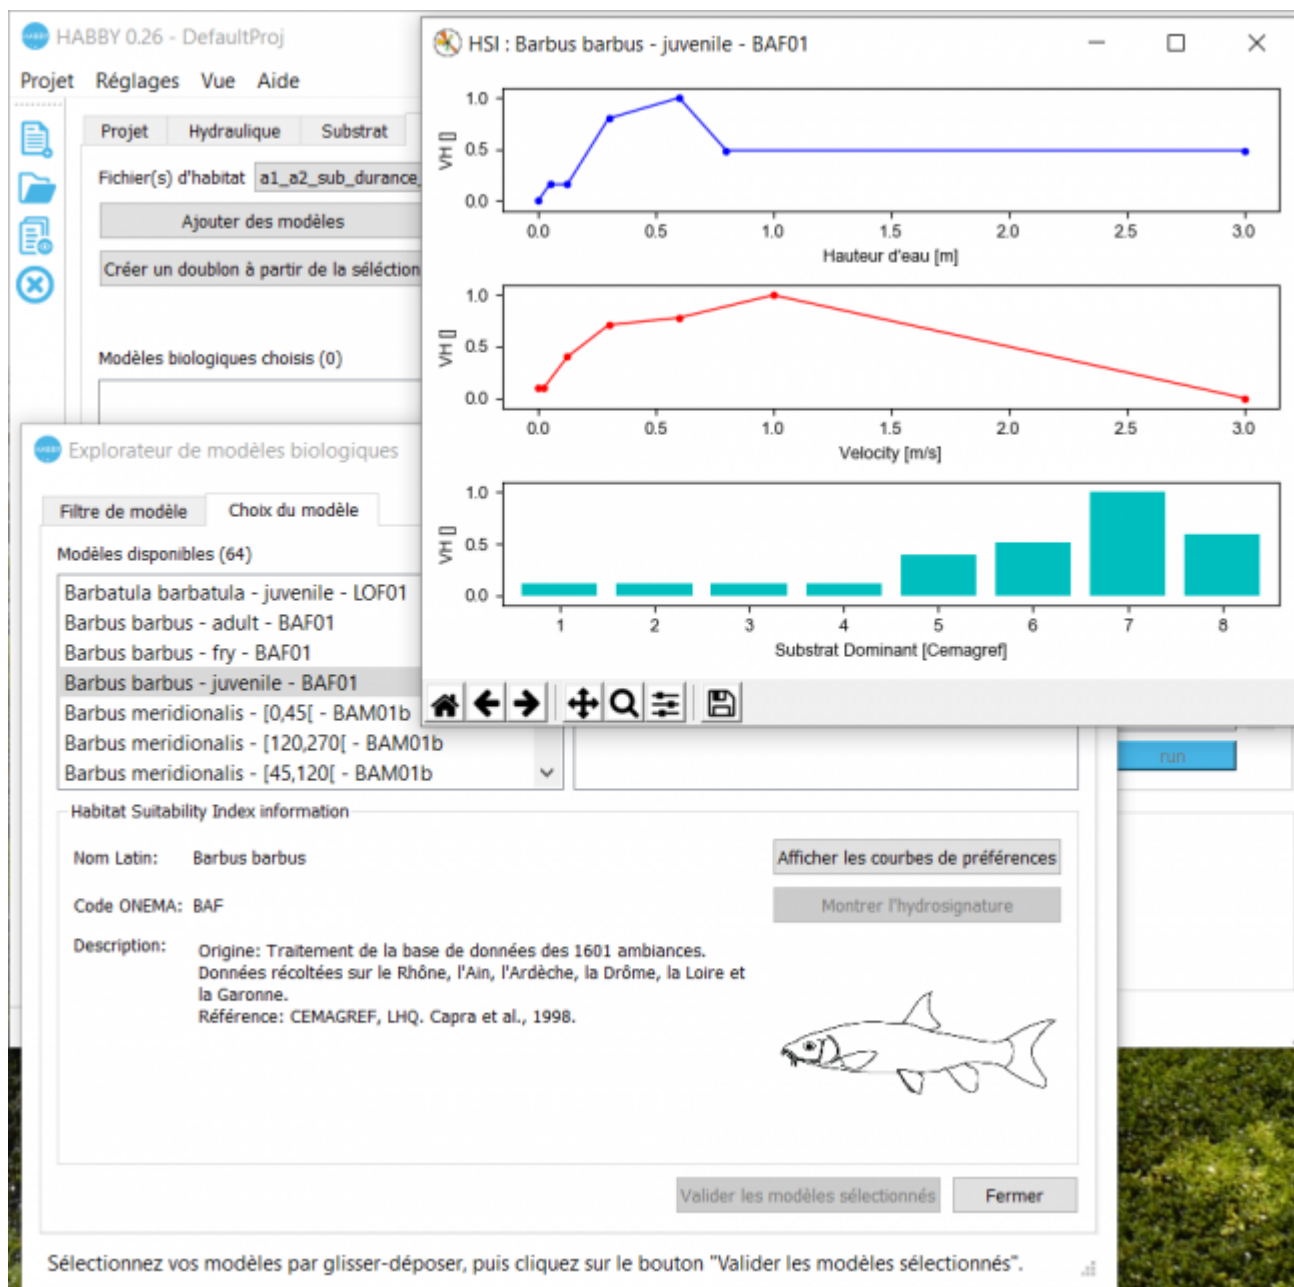 HABBY 0.26 - DefaultProj
Projet Réglages Vue Aide
Projet Hydraulique Substrat
Fichier(s) d'habitat a1_a2_sub_durance_
Ajouter des modèles
Créer un doublon à partir de la séléction
Modèles biologiques choisis (0)
HSI : Barbus barbus - juvenile - BAF01
1.0
VH []
0.5
0.0
0.0 0.5 1.0 1.5 2.0 2.5 3.0
Hauteur d'eau [m]
1.0
VH []
0.5
0.0
0.0 0.5 1.0 1.5 2.0 2.5 3.0
Velocity [m/s]
1.0
VH []
0.5
0.0
1 2 3 4 5 6 7 8
Substrat Dominant [Cemagref]
run
HABBY Explorateur de modèles biologiques
Filtre de modèle Choix du modèle
Modèles disponibles (64)
Barbatula barbatula - juvenile - LOF01
Barbus barbus - adult - BAF01
Barbus barbus - fry - BAF01
Barbus barbus - juvenile - BAF01
Barbus meridionalis - [0,45[ - BAM01b
Barbus meridionalis - [120,270[ - BAM01b
Barbus meridionalis - [45,120[ - BAM01b
Habitat Suitability Index information
Nom Latin: Barbus barbus
Afficher les courbes de préférences
Code ONEMA: BAF
Montrer l'hydrosignature
Description: Origine: Traitement de la base de données des 1601 ambiances.
Données récoltées sur le Rhône, l'Ain, l'Ardèche, la Drôme, la Loire et
la Garonne.
Référence: CEMAGREF, LHQ. Capra et al., 1998.
Valider les modèles sélectionnés Fermer
Sélectionnez vos modèles par glisser-déposer, puis cliquez sur le bouton "Valider les modèles sélectionnés".